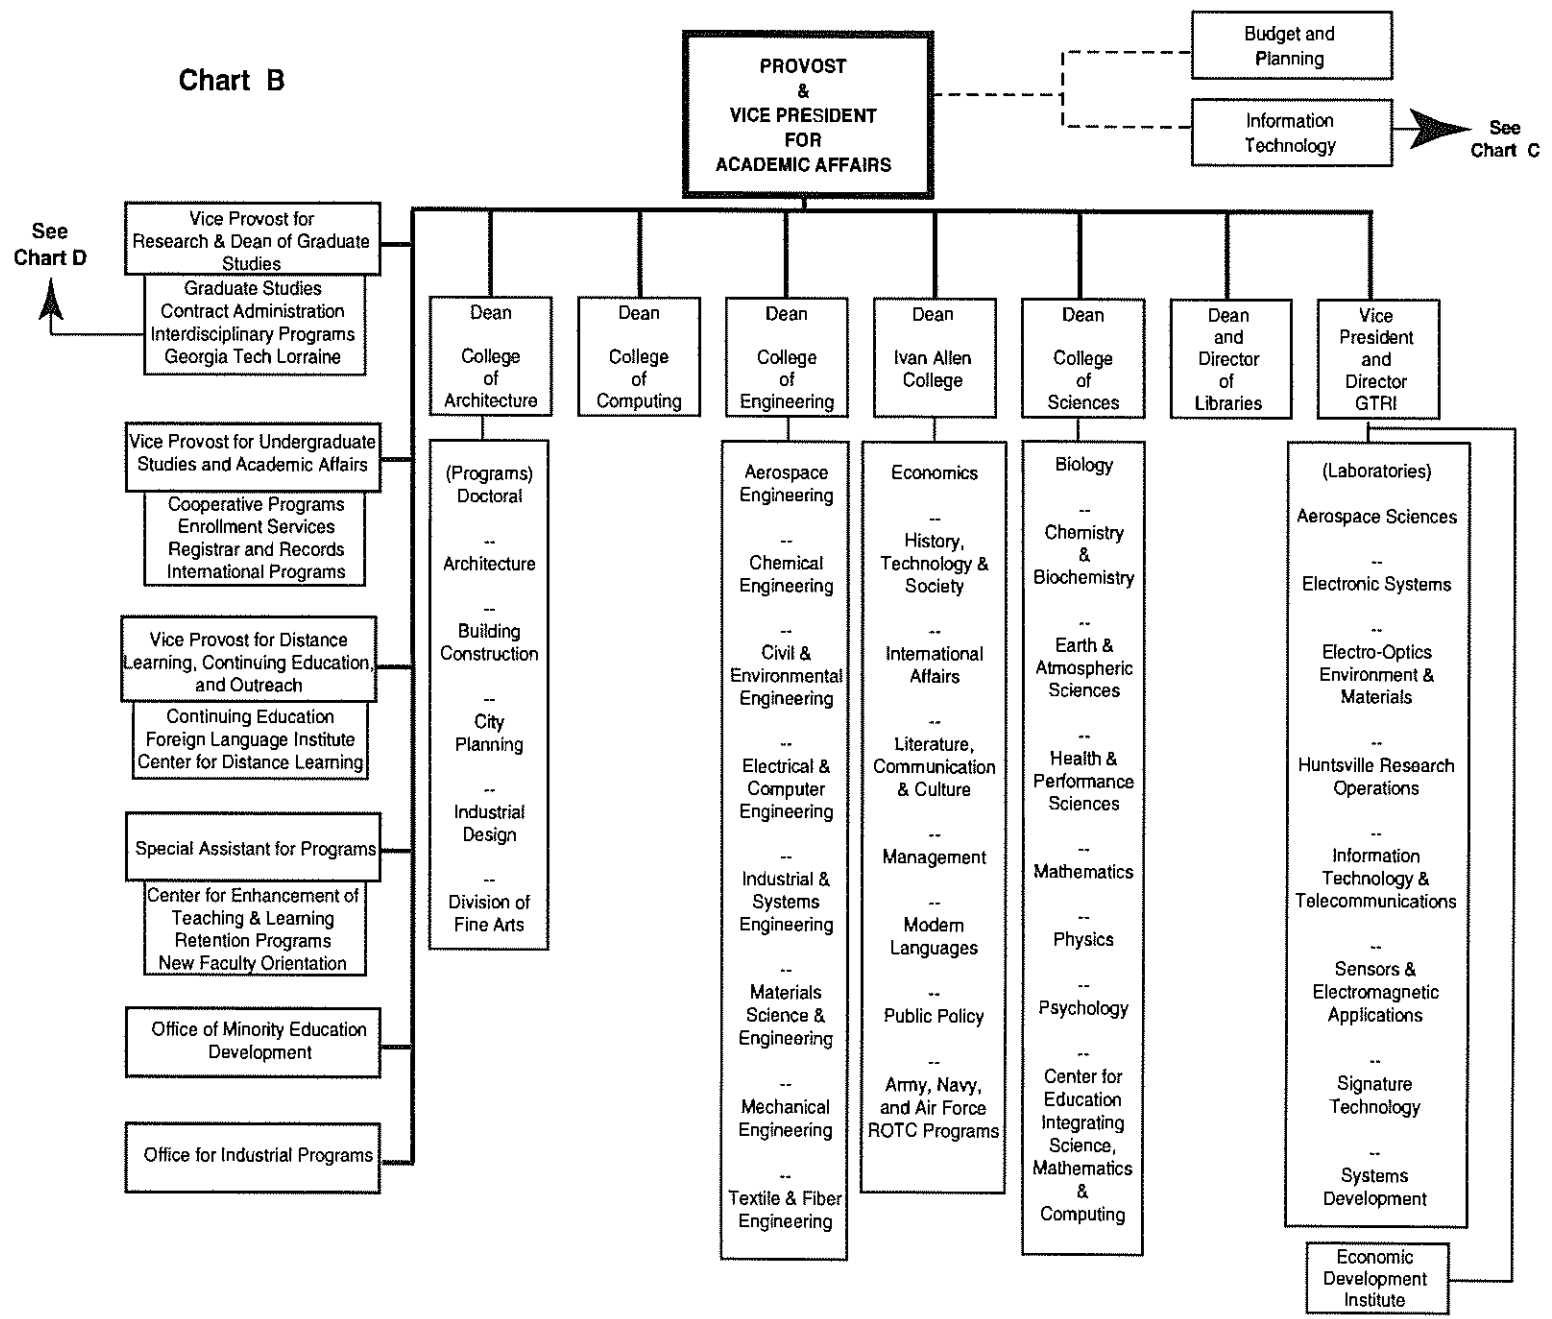 Chart B
PROVOST
&
VICE PRESIDENT
FOR
ACADEMIC AFFAIRS
Budget and
Planning
Information
Technology
See
Chart C
See
Chart D
Vice Provost for
Research & Dean of Graduate
Studies
Graduate Studies
Contract Administration
Interdisciplinary Programs
Georgia Tech Lorraine
Vice Provost for Undergraduate
Studies and Academic Affairs
Cooperative Programs
Enrollment Services
Registrar and Records
International Programs
Vice Provost for Distance
Learning, Continuing Education,
and Outreach
Continuing Education
Foreign Language Institute
Center for Distance Learning
Special Assistant for Programs
Center for Enhancement of
Teaching & Learning
Retention Programs
New Faculty Orientation
Office of Minority Education
Development
Office for Industrial Programs
Dean
College
of
Architecture
(Programs)
Doctoral
--
Architecture
--
Building
Construction
--
City
Planning
--
Industrial
Design
--
Division of
Fine Arts
Dean
College
of
Computing
Dean
College
of
Engineering
Aerospace
Engineering
--
Chemical
Engineering
--
Civil &
Environmental
Engineering
--
Electrical &
Computer
Engineering
--
Industrial &
Systems
Engineering
--
Materials
Science &
Engineering
--
Mechanical
Engineering
--
Textile & Fiber
Engineering
Dean
Ivan Allen
College
Economics
--
History,
Technology &
Society
--
International
Affairs
--
Literature,
Communication
& Culture
--
Management
--
Modern
Languages
--
Public Policy
--
Army, Navy,
and Air Force
ROTC Programs
Dean
College
of
Sciences
Biology
--
Chemistry
&
Biochemistry
--
Earth &
Atmospheric
Sciences
--
Health &
Performance
Sciences
--
Mathematics
--
Physics
--
Psychology
--
Center for
Education
Integrating
Science,
Mathematics
&
Computing
Dean
and
Director
of
Libraries
Vice
President
and
Director
GTRI
(Laboratories)
Aerospace Sciences
--
Electronic Systems
--
Electro-Optics
Environment &
Materials
--
Huntsville Research
Operations
--
Information
Technology &
Telecommunications
--
Sensors &
Electromagnetic
Applications
--
Signature
Technology
--
Systems
Development
Economic
Development
Institute